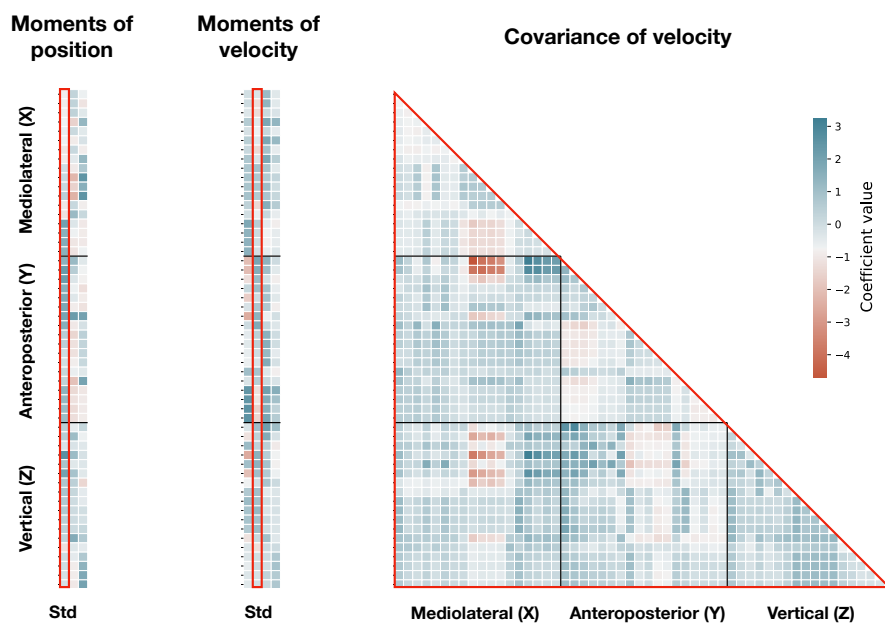 Moments of
position
Moments of
velocity
Covariance of velocity
Mediolateral (X)
Anteroposterior (Y)
Vertical (Z)
3
2
1
0
−1
−2
−3
−4
Coefficient value
Std
Std
Mediolateral (X)
Anteroposterior (Y)
Vertical (Z)